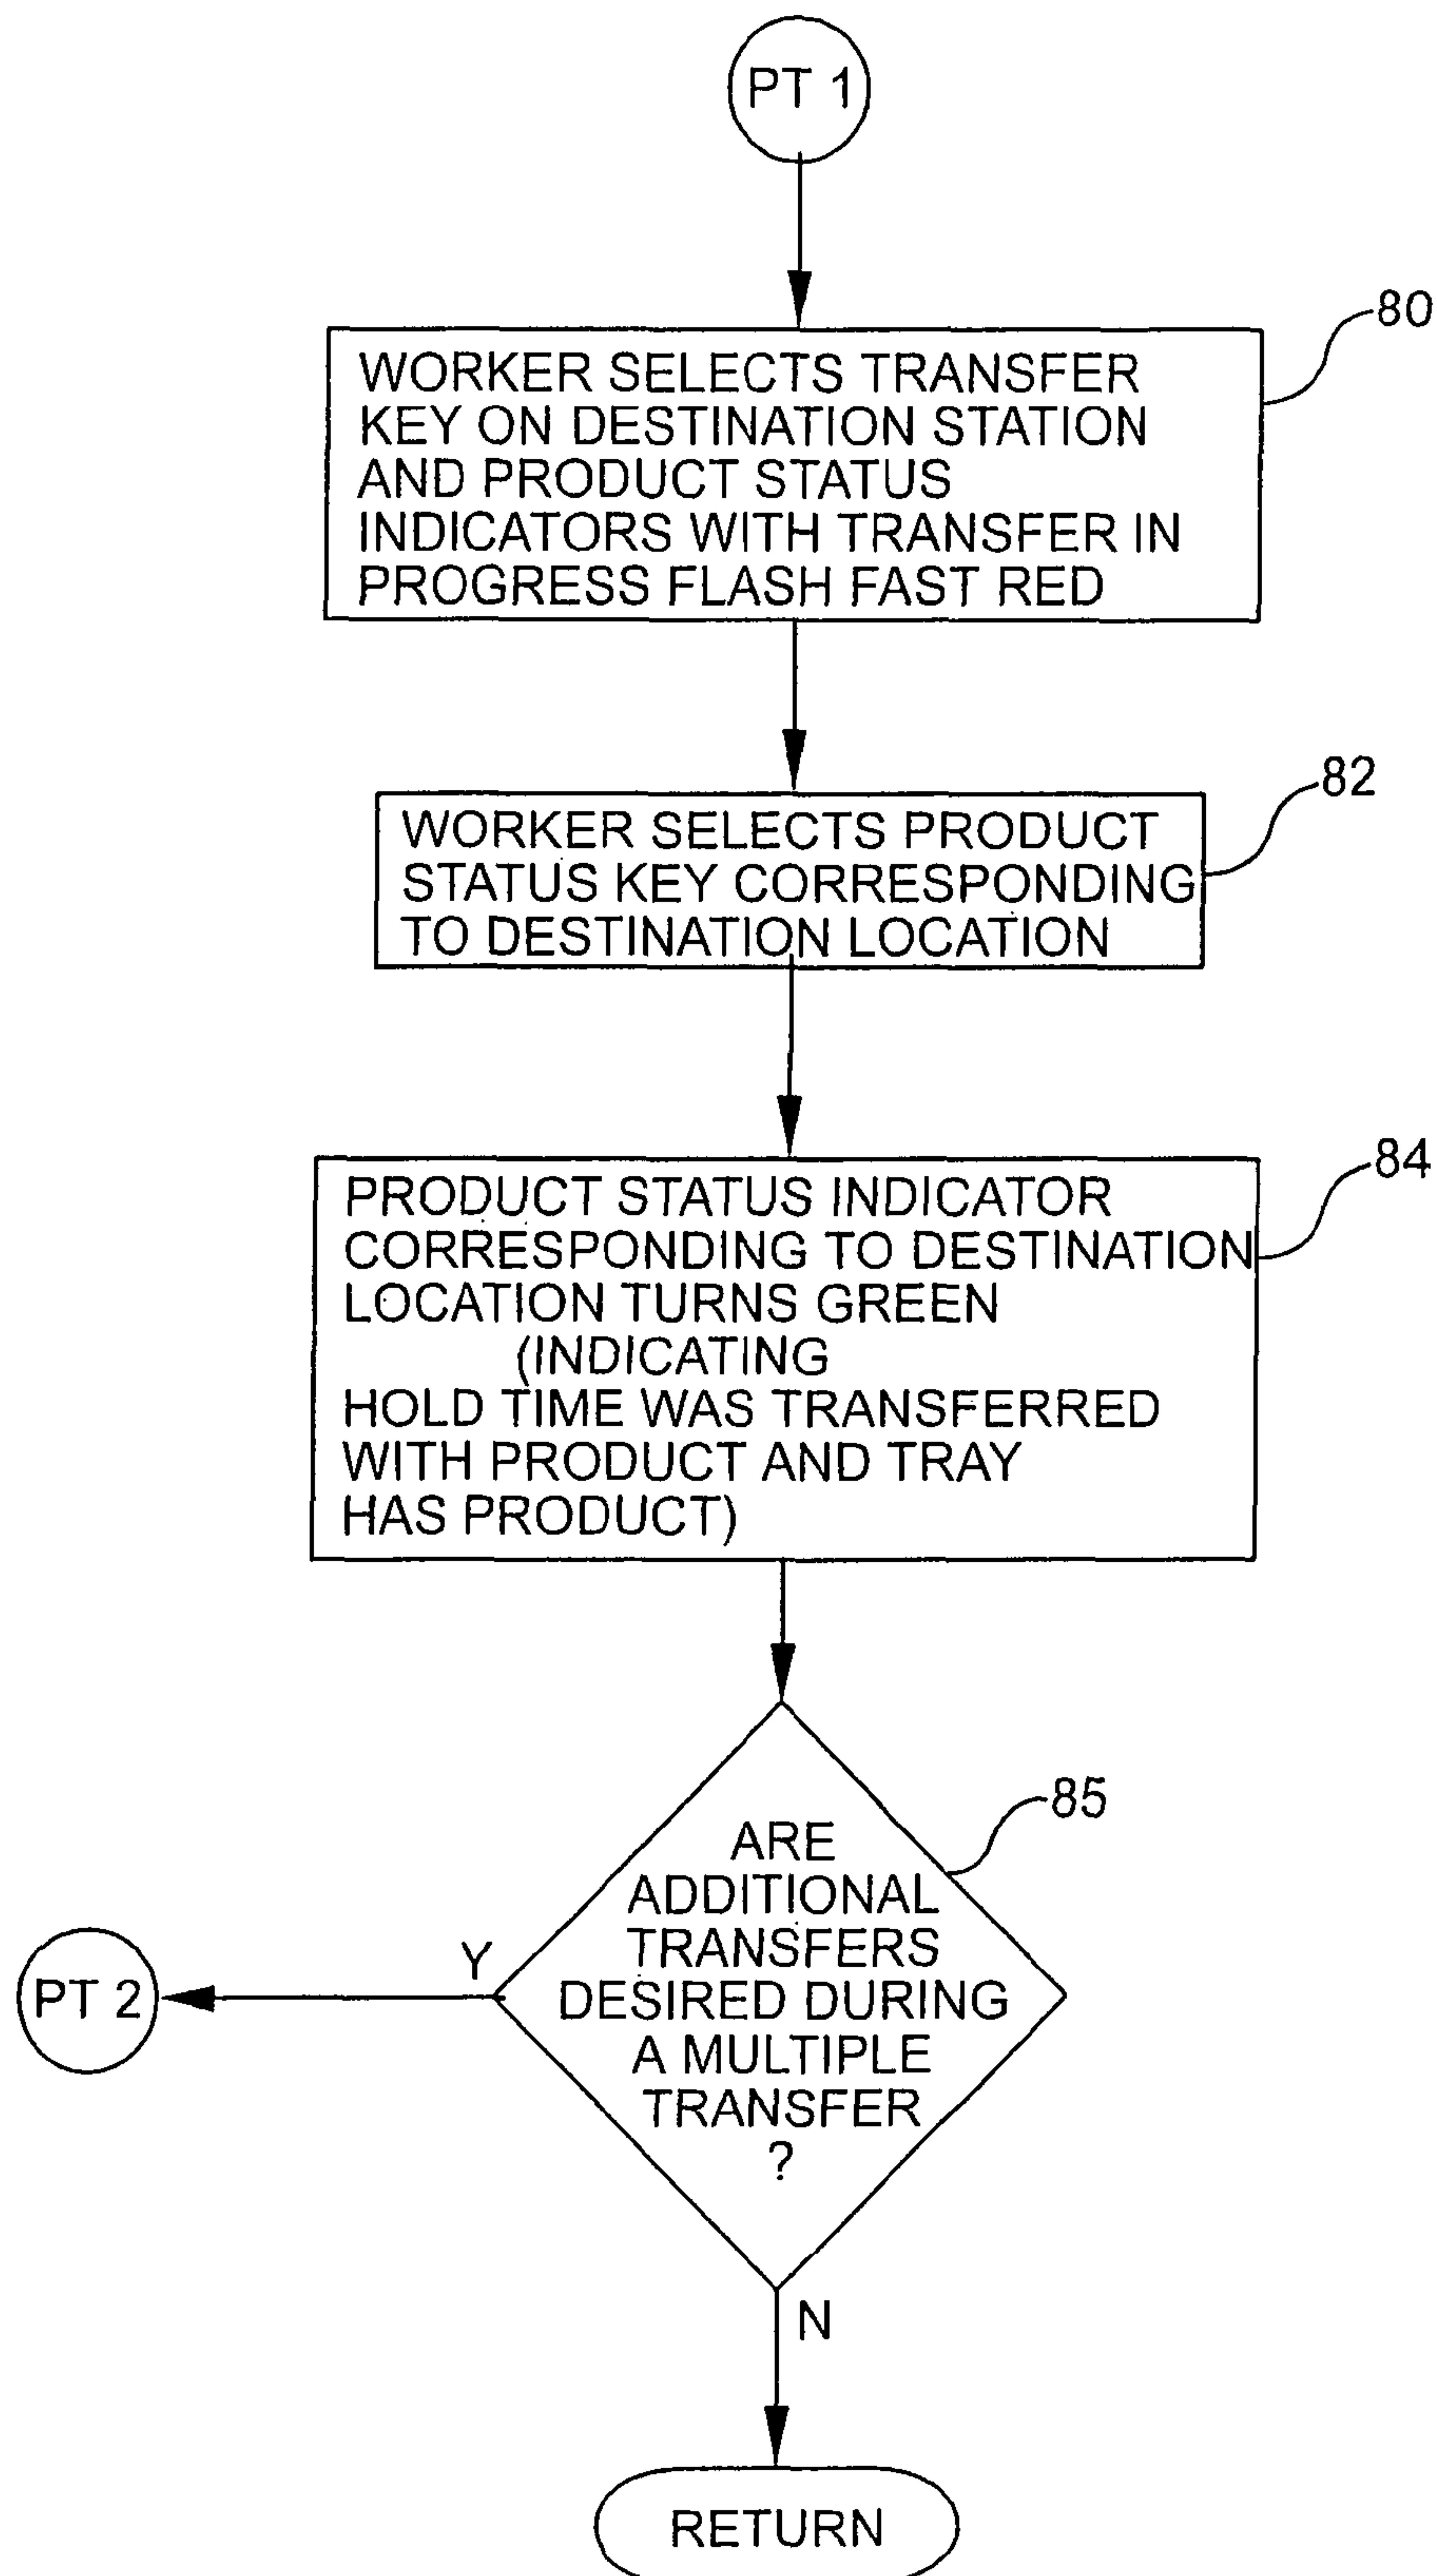 PT 1
80
WORKER SELECTS TRANSFER
KEY ON DESTINATION STATION
AND PRODUCT STATUS
INDICATORS WITH TRANSFER IN
PROGRESS FLASH FAST RED
82
WORKER SELECTS PRODUCT
STATUS KEY CORRESPONDING
TO DESTINATION LOCATION
84
PRODUCT STATUS INDICATOR
CORRESPONDING TO DESTINATION
LOCATION TURNS GREEN
(INDICATING
HOLD TIME WAS TRANSFERRED
WITH PRODUCT AND TRAY
HAS PRODUCT)
85
ARE
ADDITIONAL
TRANSFERS
DESIRED DURING
A MULTIPLE
TRANSFER
?
Y
PT 2
N
RETURN